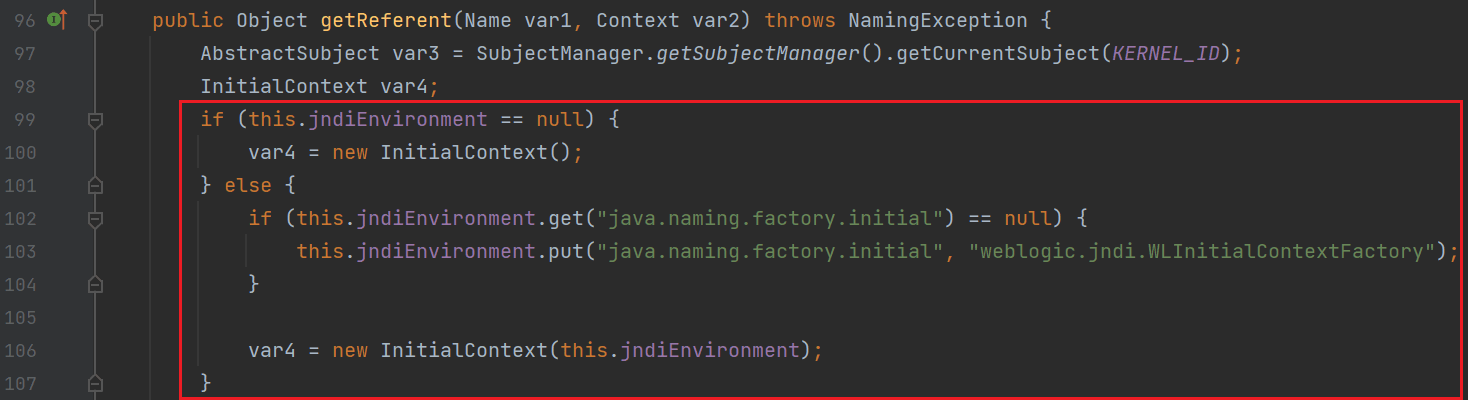 96 public Object getReferent(Name var1, Context var2) throws NamingException {
97 AbstractSubject var3 = SubjectManager.getSubjectManager().getCurrentSubject(KERNEL_ID);
98 InitialContext var4;
99 if (this.jndiEnvironment == null) {
100 var4 = new InitialContext();
101 } else {
102 if (this.jndiEnvironment.get("java.naming.factory.initial") == null) {
103 this.jndiEnvironment.put("java.naming.factory.initial", "weblogic.jndi.WLInitialContextFactory");
104 }
105
106 var4 = new InitialContext(this.jndiEnvironment);
107 }